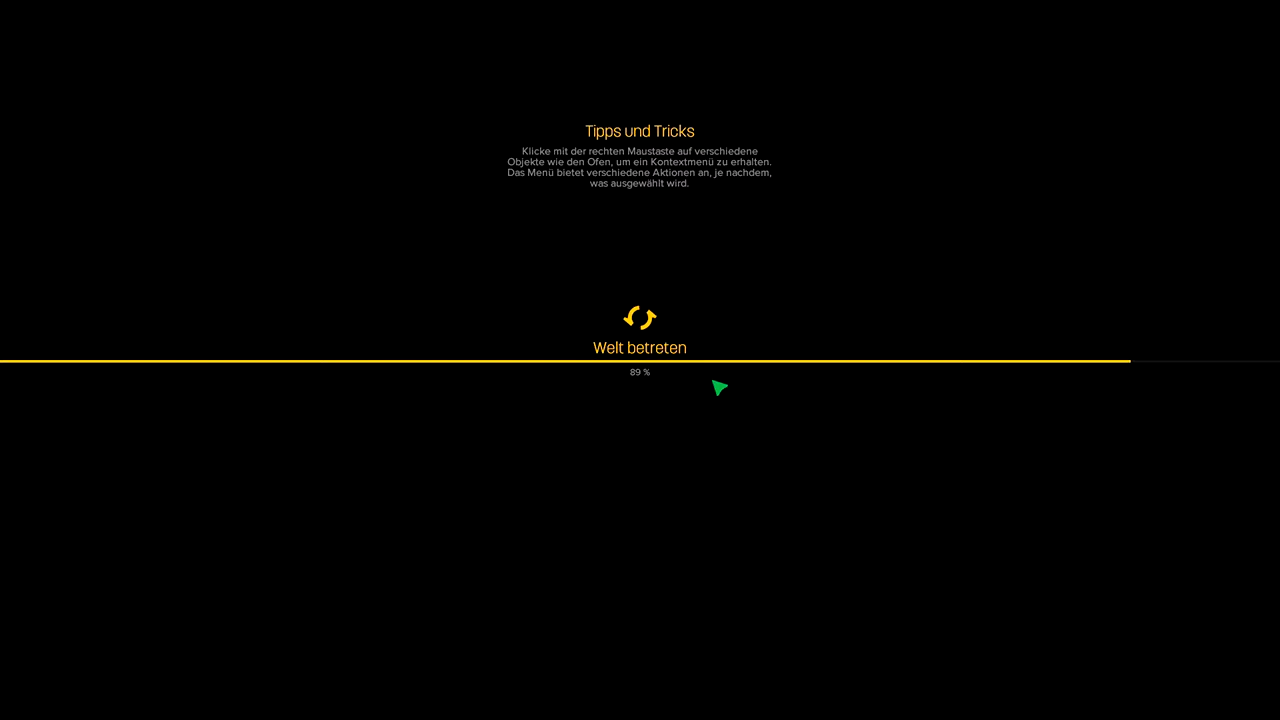 Tipps und Tricks
Klicke mit der rechten Maustaste auf verschiedene
Objekte wie den Ofen, um ein Kontextmenü zu erhalten.
Das Menü bietet verschiedene Aktionen an, je nachdem,
was ausgewählt wird.
Welt betreten
89 %